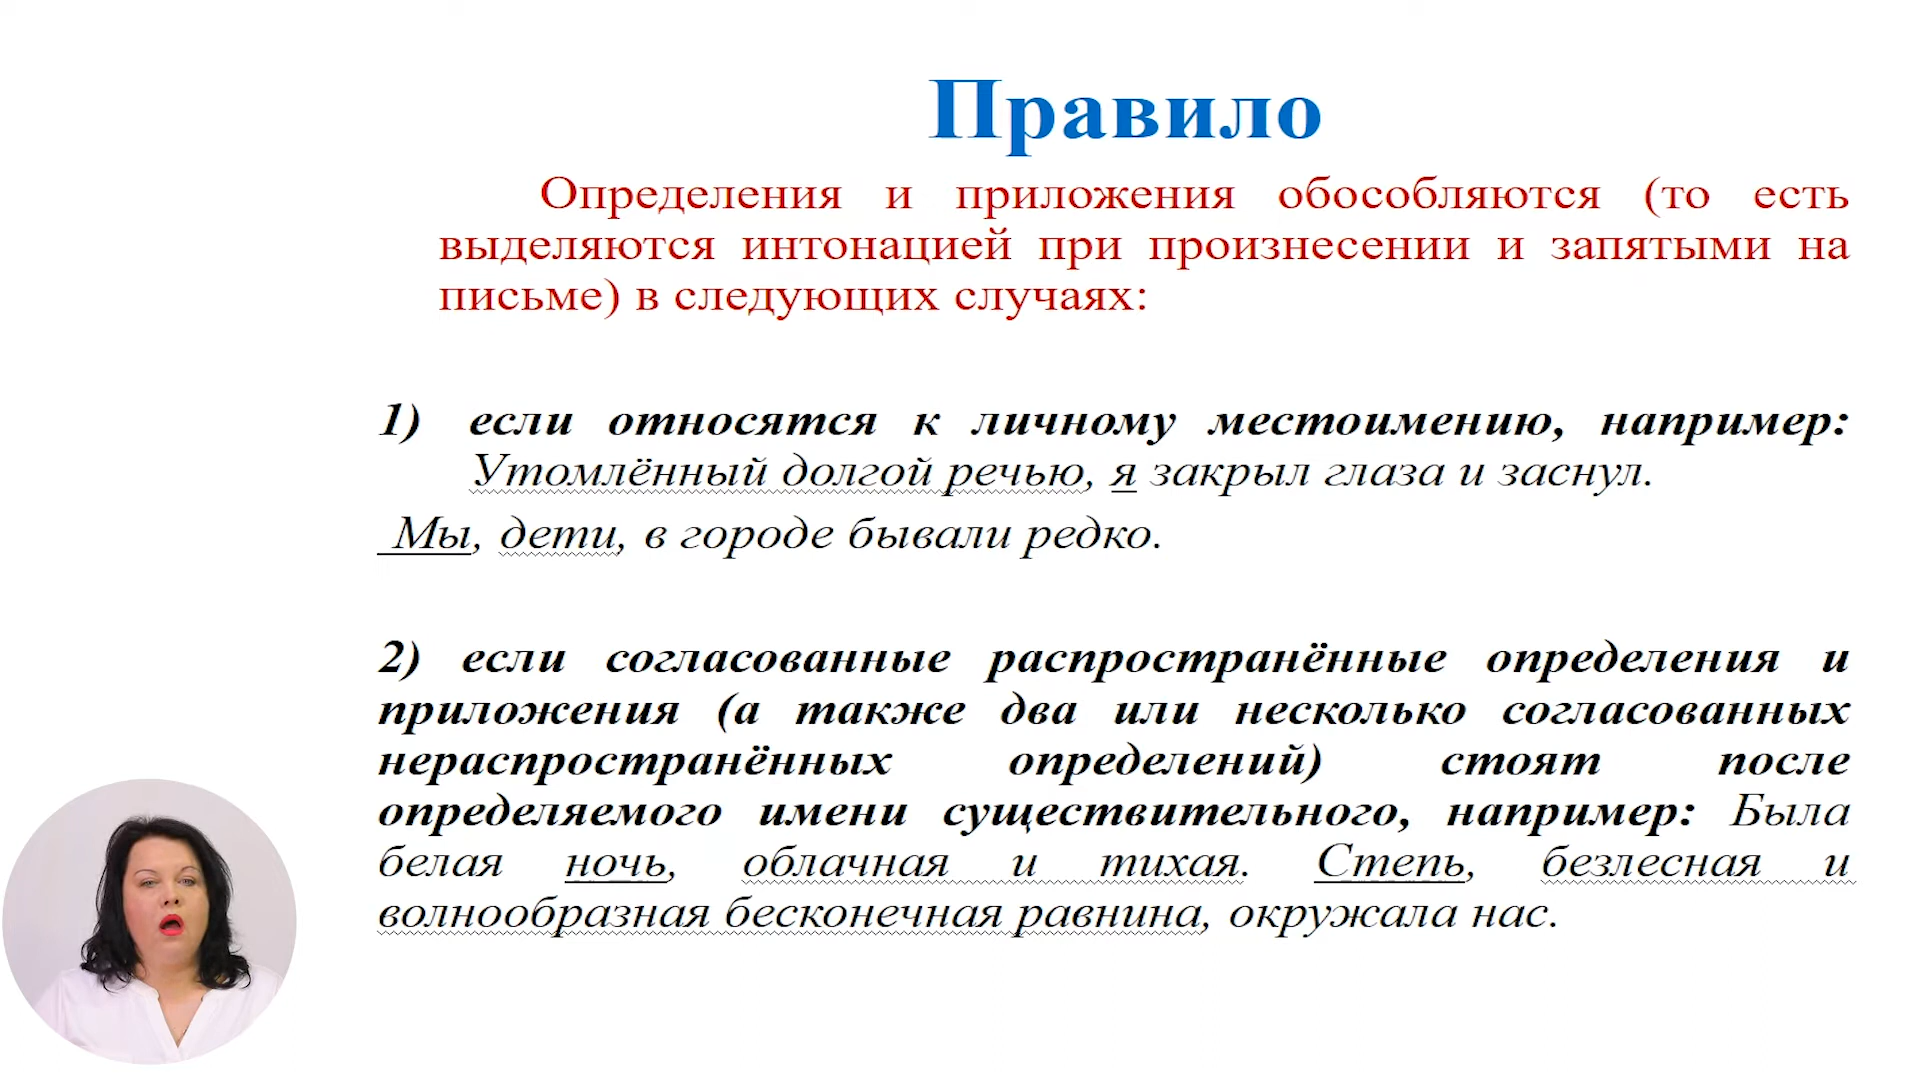 Правило
Определения и приложения обособляются (то есть
выделяются интонацией при произнесении и запятыми на
письме) в следующих случаях:
1) если относятся к личному местоимению, например:
Утомлённый долгой речью, я закрыл глаза и заснул.
Мы, дети, в городе бывали редко.
2) если согласованные распространённые определения и
приложения (а также два или несколько согласованных
нераспространённых определений) стоят после
определяемого имени существительного, например: Была
белая ночь, облачная и тихая. Степь, безлесная и
волнообразная бесконечная равнина, окружала нас.